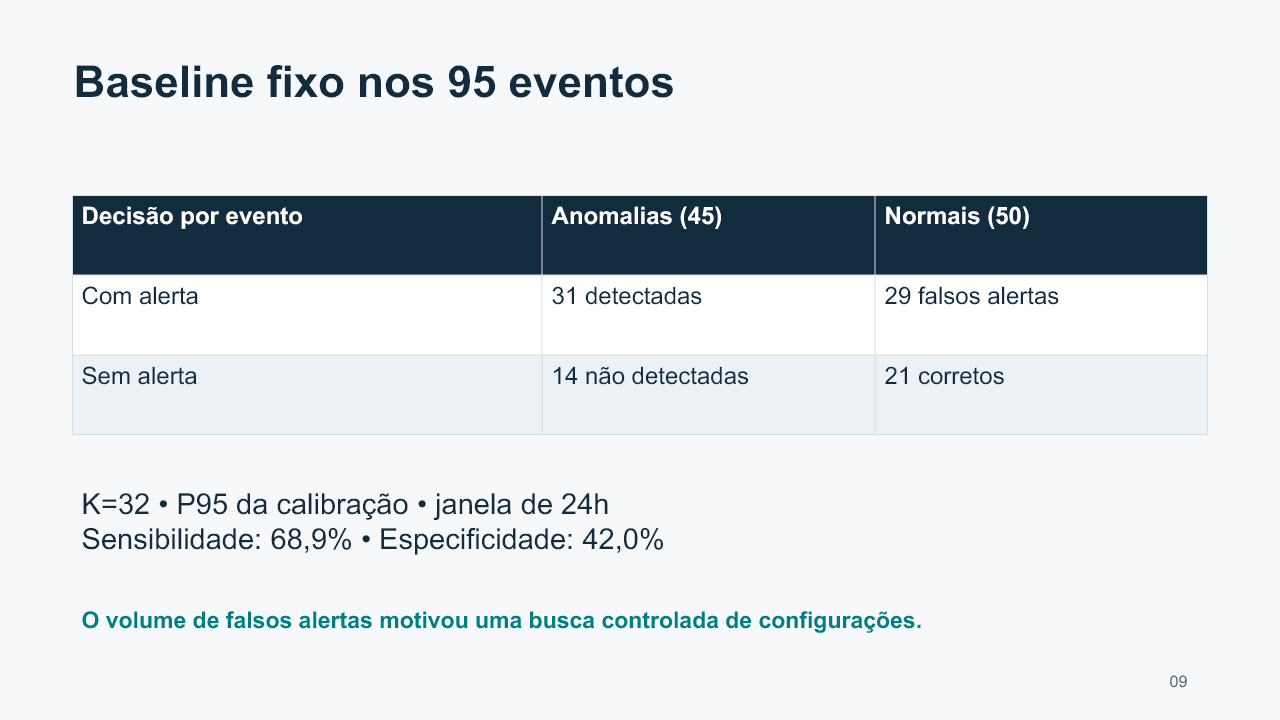 Baseline fixo nos 95 eventos
Decisão por evento Anomalias (45) Normais (50)
Com alerta 31 detectadas 29 falsos alertas
Sem alerta 14 não detectadas 21 corretos
K=32 • P95 da calibração • janela de 24h
Sensibilidade: 68,9% • Especificidade: 42,0%
O volume de falsos alertas motivou uma busca controlada de configurações.
09